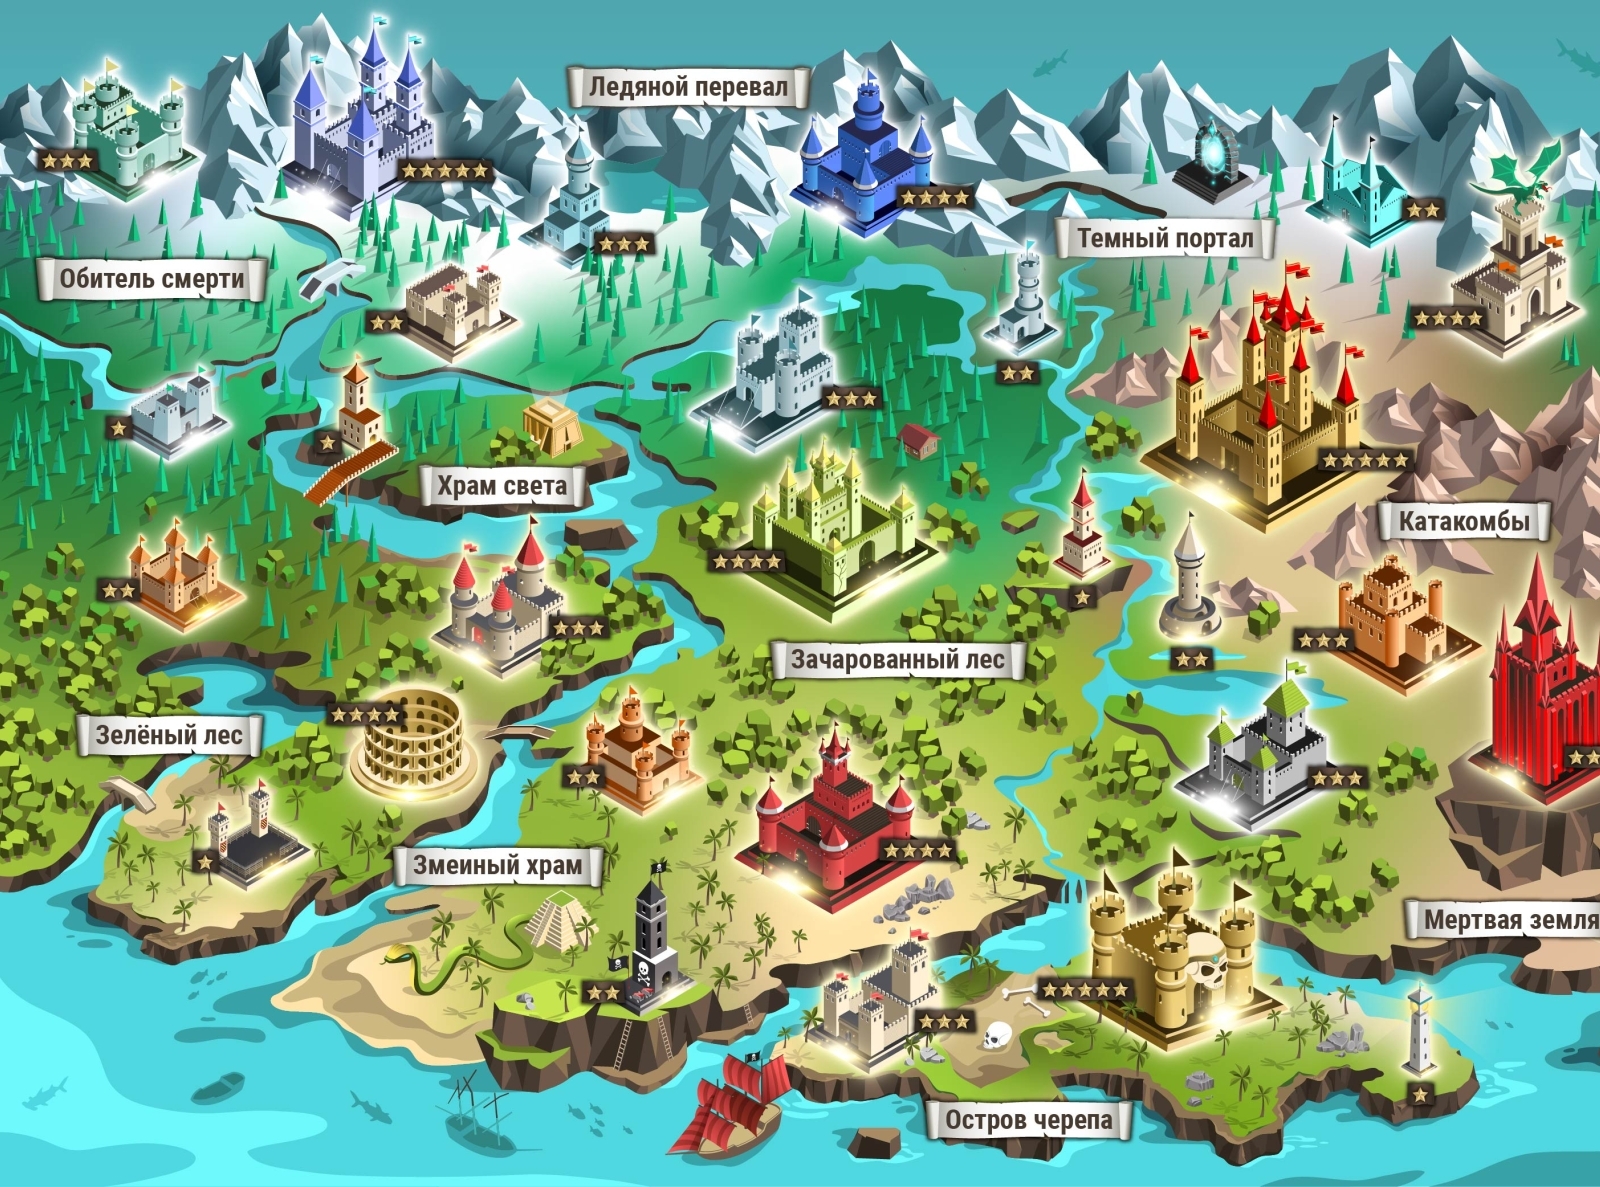 Ледяной перевал
Темный портал
Обитель смерти
Храм света
Катакомбы
Зачарованный лес
Зелёный лес
Змеиный храм
Мертвая земля
Остров черепа